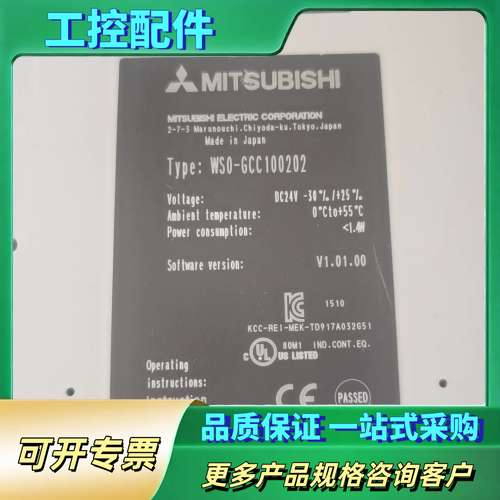 工控配件
MITSUBISHI
MITSUBISHI ELECTRIC CORPORATION
2-7-3 Marunouchi.Chiyoda-ku.Tokyo.Japan
Made in Japan
Type: WS0-GCC100202
Voltage: DC24V -30%/+25%
Ambient temperature: 0°Cto+55°C
Power consumption: <1.4W
Software version: V1.01.00
1510
KCC-REI-MEK-TD917A032G51
80M1 IND.CONT.EQ.
C UL US LISTED
Operating
instructions:
CE
PASSED
品质保证 一站式采购
可开专票
更多产品规格咨询客户